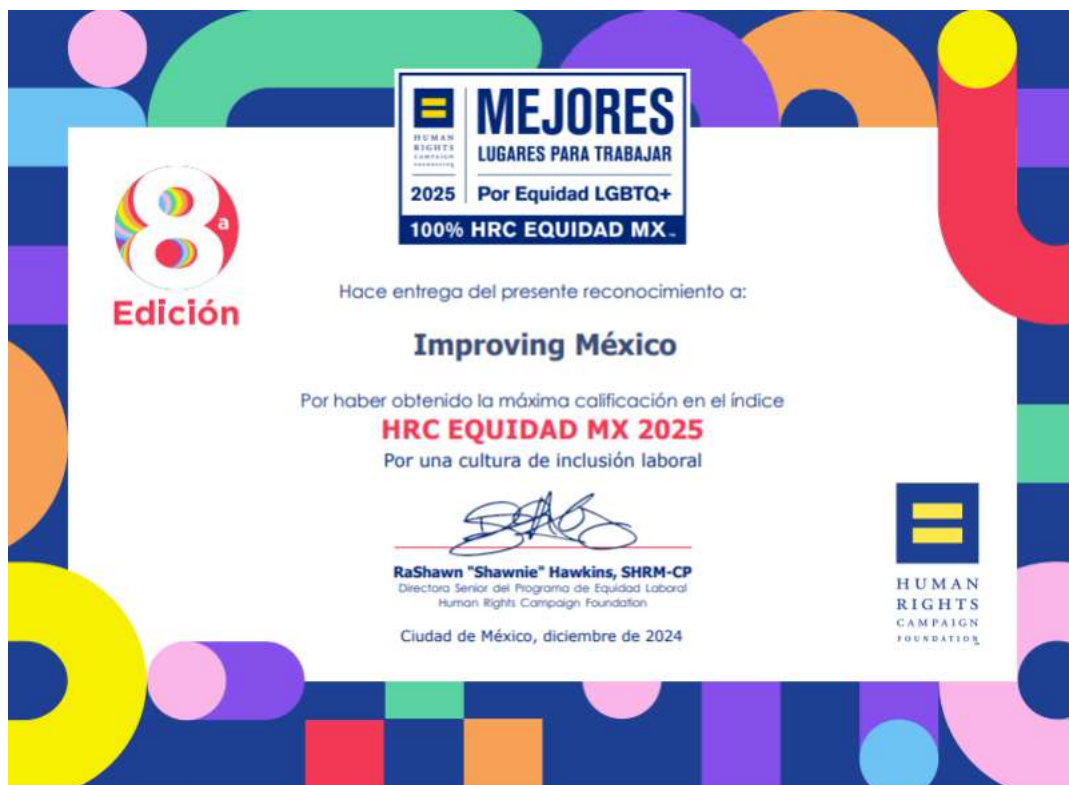 HUMAN
RIGHTS
CAMPAIGN
FOUNDATION
MEJORES
LUGARES PARA TRABAJAR
2025
Por Equidad LGBTQ+
100% HRC EQUIDAD MX™
8ª
Edición
Hace entrega del presente reconocimiento a:
Improving México
Por haber obtenido la máxima calificación en el índice
HRC EQUIDAD MX 2025
Por una cultura de inclusión laboral
RaShawn "Shawnie" Hawkins, SHRM-CP
Directora Senior del Programa de Equidad Laboral
Human Rights Campaign Foundation
Ciudad de México, diciembre de 2024
HUMAN
RIGHTS
CAMPAIGN
FOUNDATION™